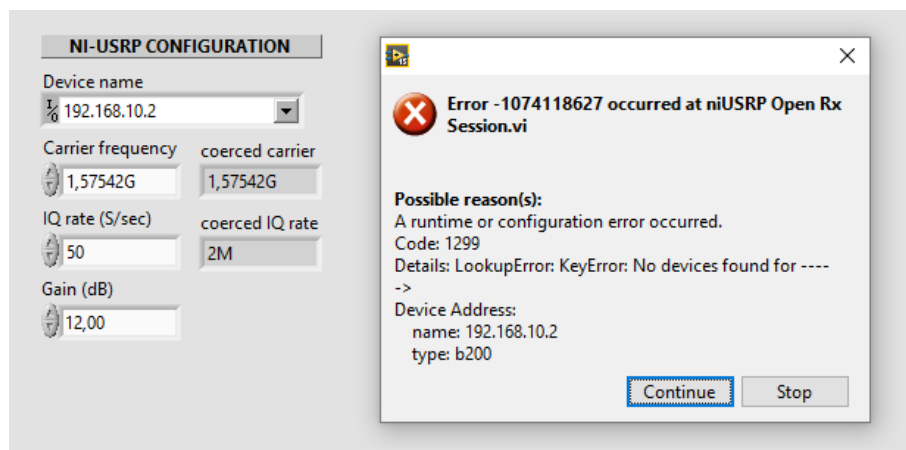 NI-USRP CONFIGURATION
Device name
192.168.10.2
Carrier frequency
coerced carrier
1,57542G
1,57542G
IQ rate (S/sec)
coerced IQ rate
50
2M
Gain (dB)
12,00
Error -1074118627 occurred at niUSRP Open Rx
Session.vi
Possible reason(s):
A runtime or configuration error occurred.
Code: 1299
Details: LookupError: KeyError: No devices found for ----
->
Device Address:
name: 192.168.10.2
type: b200
Continue
Stop